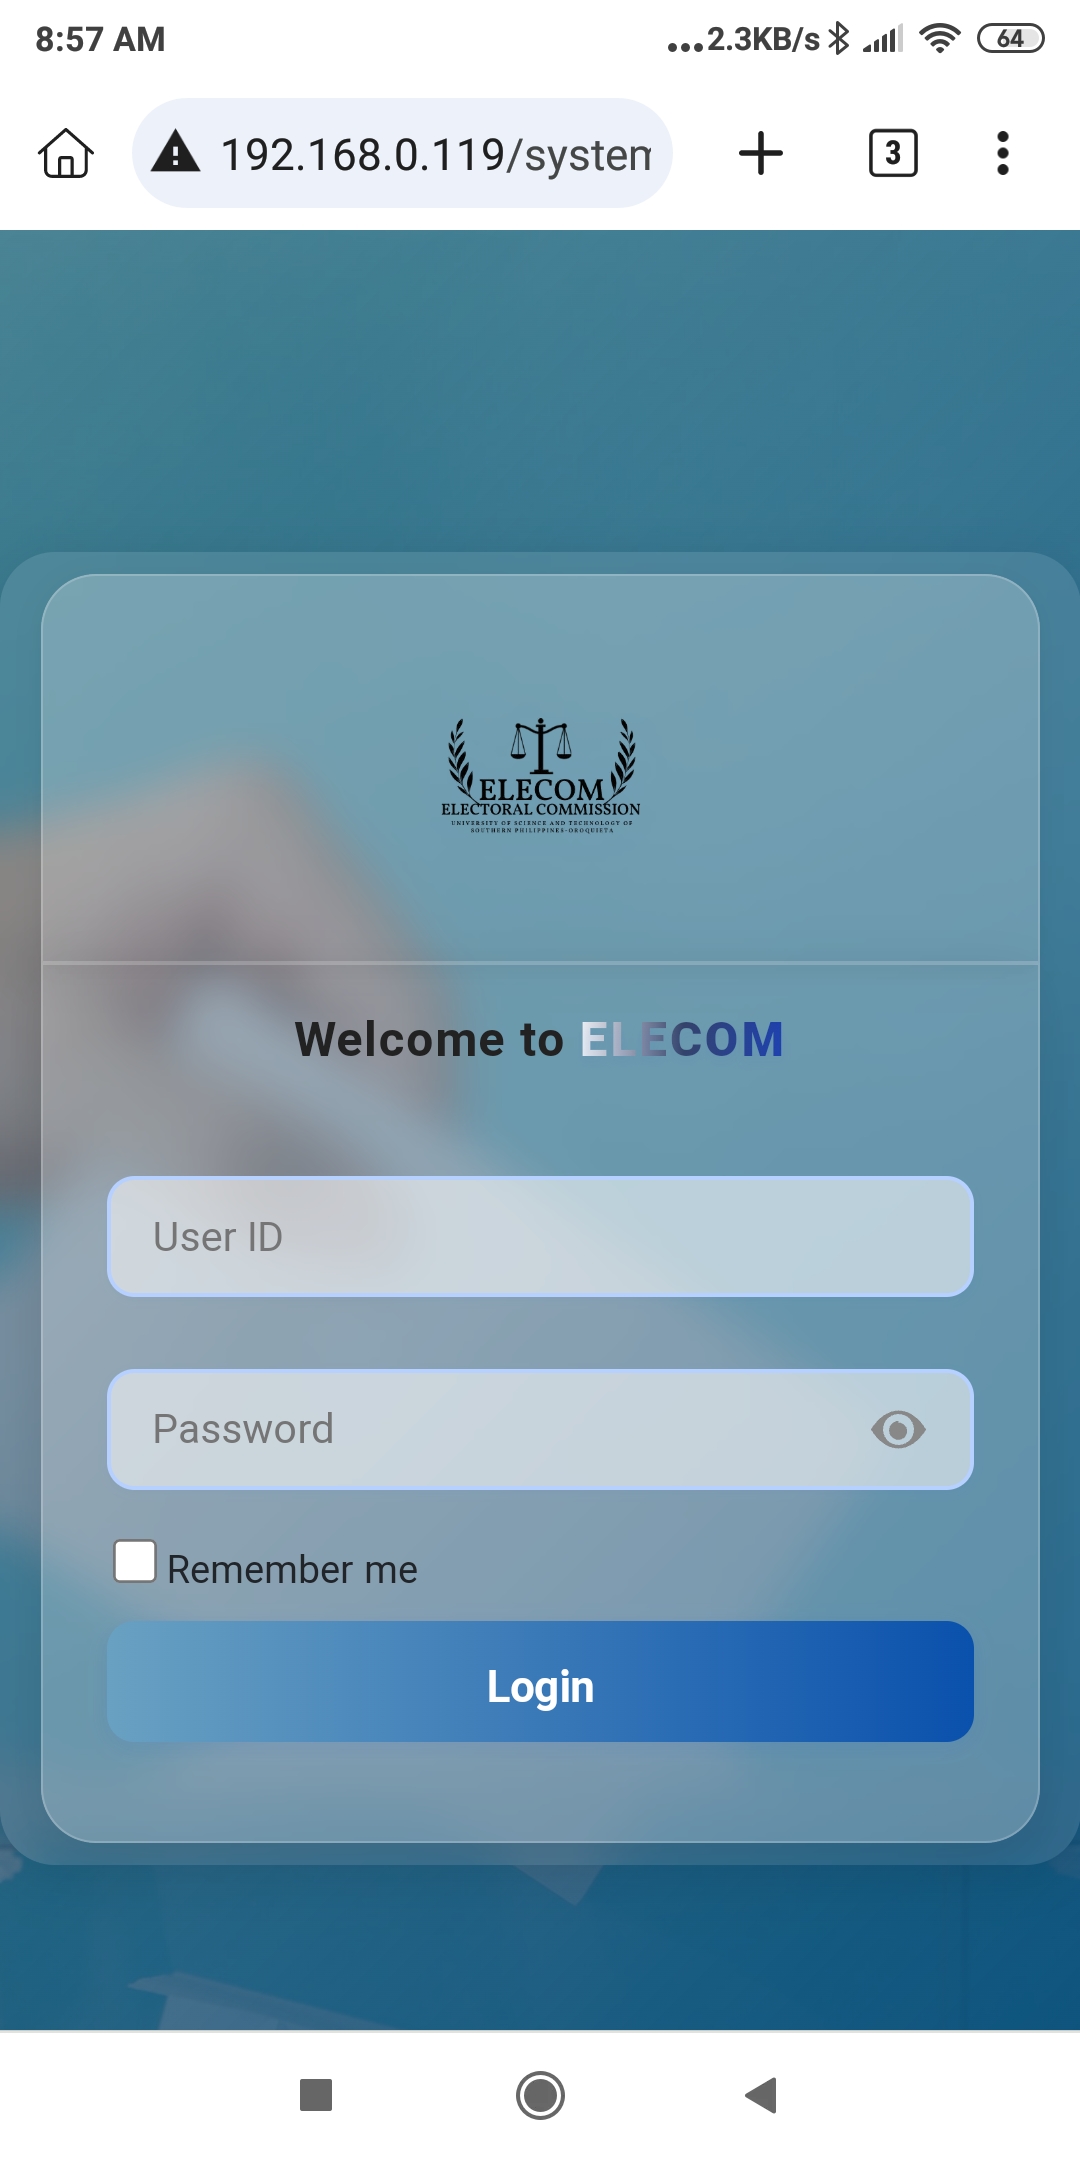 8:57 AM
...2.3KB/s
64
192.168.0.119/system
3
ELECOM
ELECTORAL COMMISSION
UNIVERSITY OF SCIENCE AND TECHNOLOGY OF
SOUTHERN PHILIPPINES-OROQUIETA
Welcome to ELECOM
User ID
Password
Remember me
Login